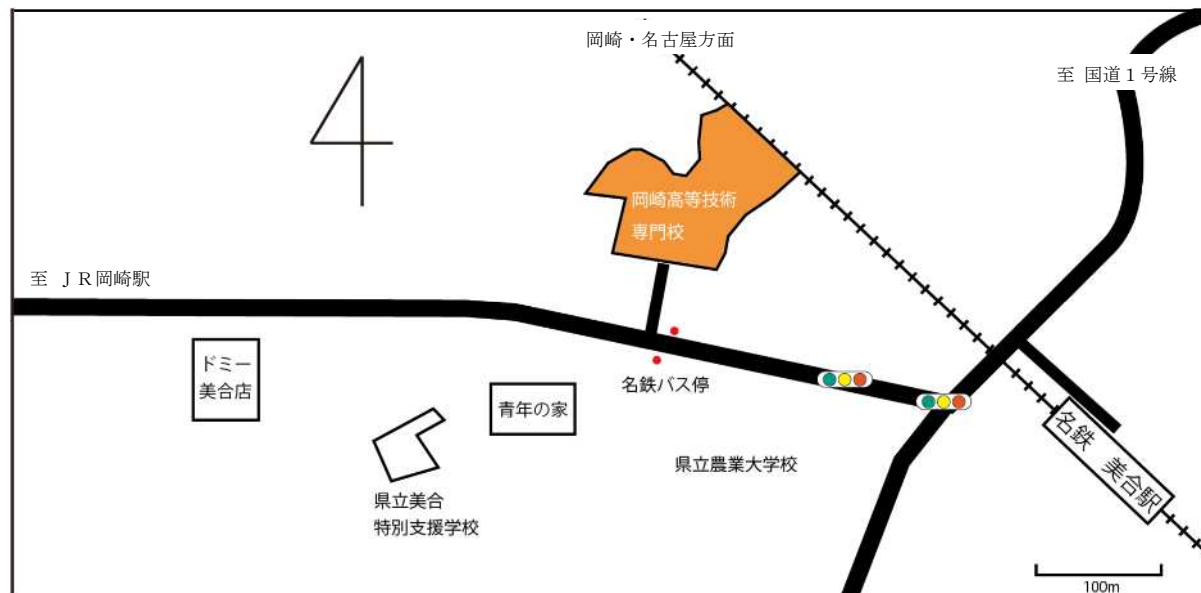 岡崎・名古屋方面
至 国道1号線
岡崎高等技術
専門校
至 JR岡崎駅
ドミー
美合店
青年の家
名鉄バス停
県立農業大学校
名鉄 美合駅
県立美合
特別支援学校
100m